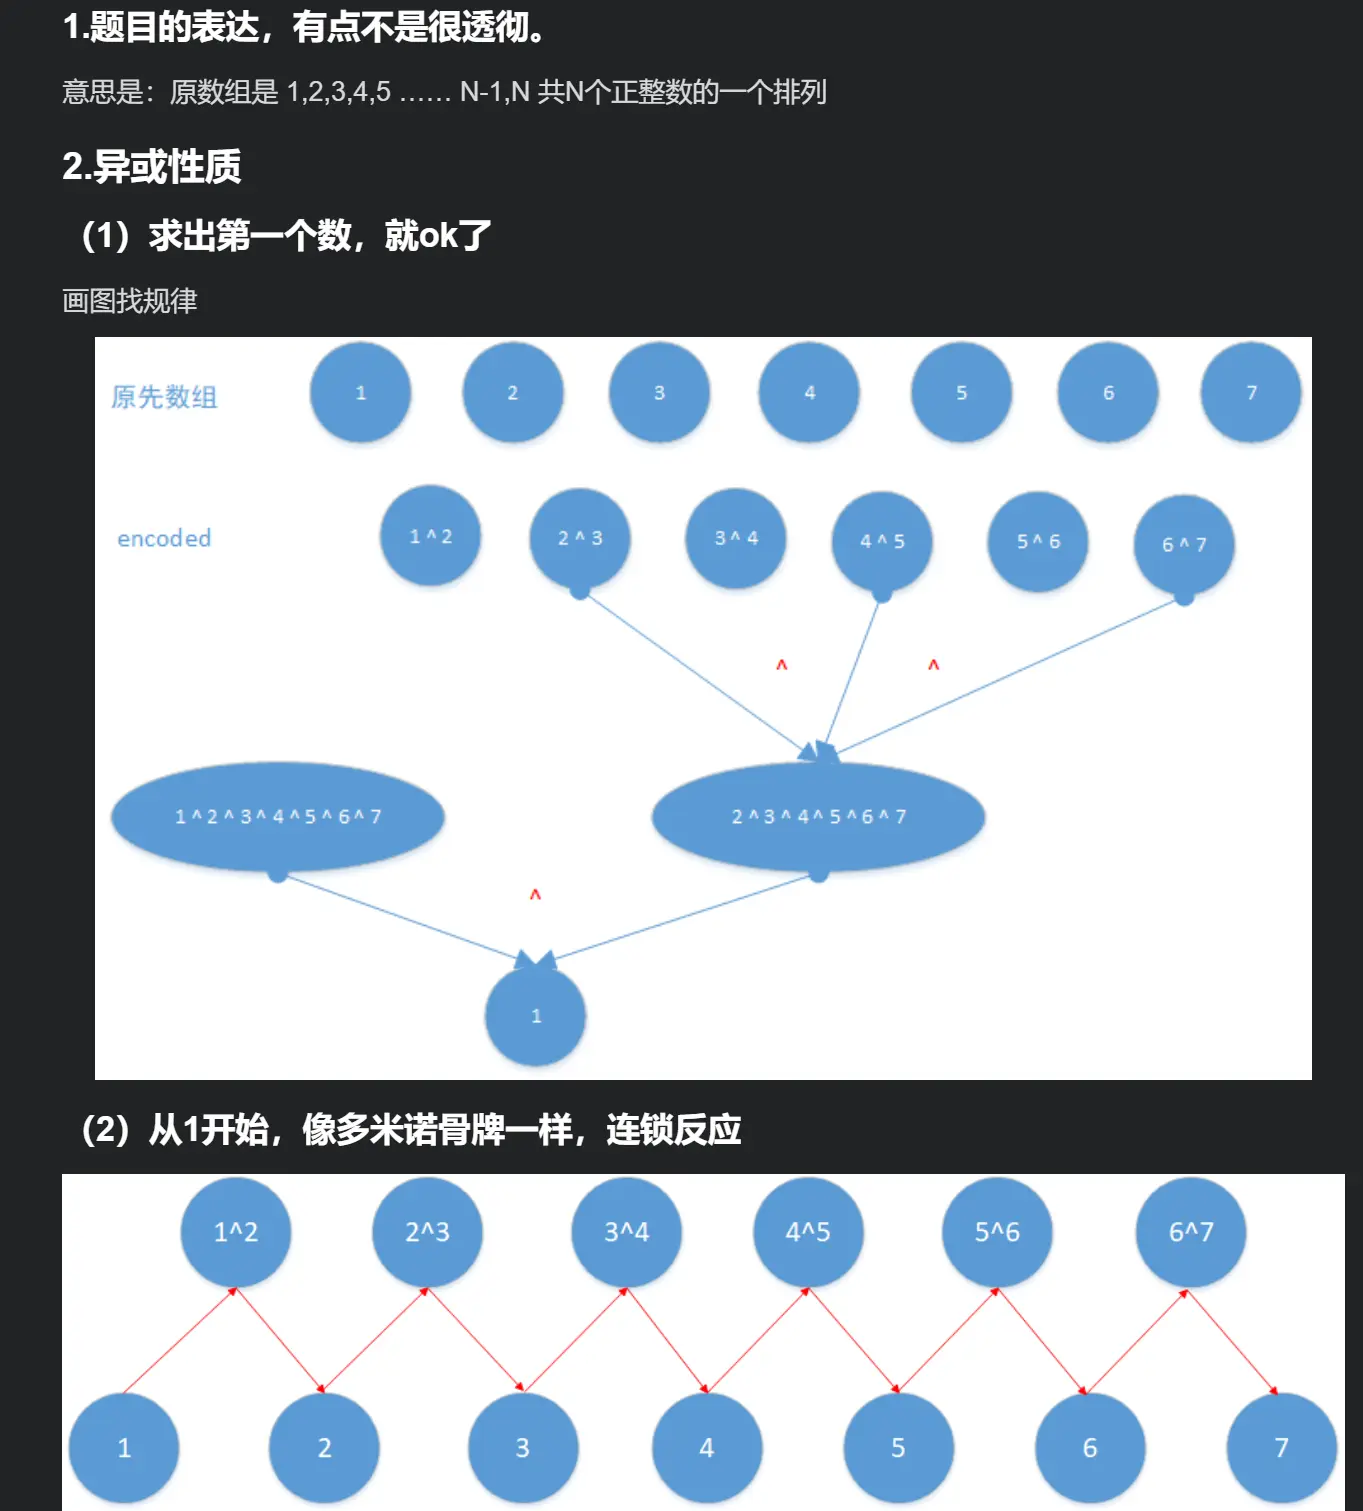 1.题目的表达，有点不是很透彻。
意思是：原数组是 1,2,3,4,5 …… N-1,N 共N个正整数的一个排列
2.异或性质
（1）求出第一个数，就ok了
画图找规律
原先数组 1 2 3 4 5 6 7
encoded 1 ^ 2 2 ^ 3 3 ^ 4 4 ^ 5 5 ^ 6 6 ^ 7
^ ^
1 ^ 2 ^ 3 ^ 4 ^ 5 ^ 6 ^ 7 2 ^ 3 ^ 4 ^ 5 ^ 6 ^ 7
^
1
（2）从1开始，像多米诺骨牌一样，连锁反应
1^2 2^3 3^4 4^5 5^6 6^7
1 2 3 4 5 6 7